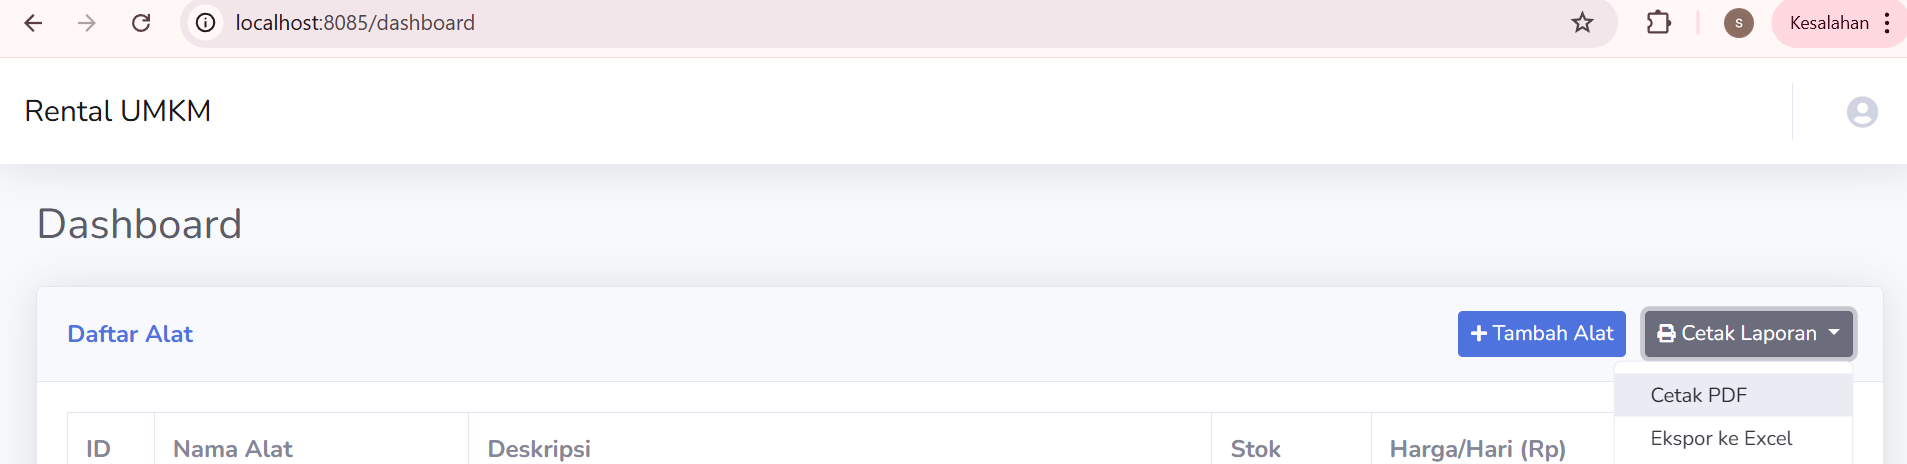 localhost:8085/dashboard
S
Kesalahan
Rental UMKM
Dashboard
Daftar Alat
Tambah Alat
Cetak Laporan
Cetak PDF
Ekspor ke Excel
ID
Nama Alat
Deskripsi
Stok
Harga/Hari (Rp)